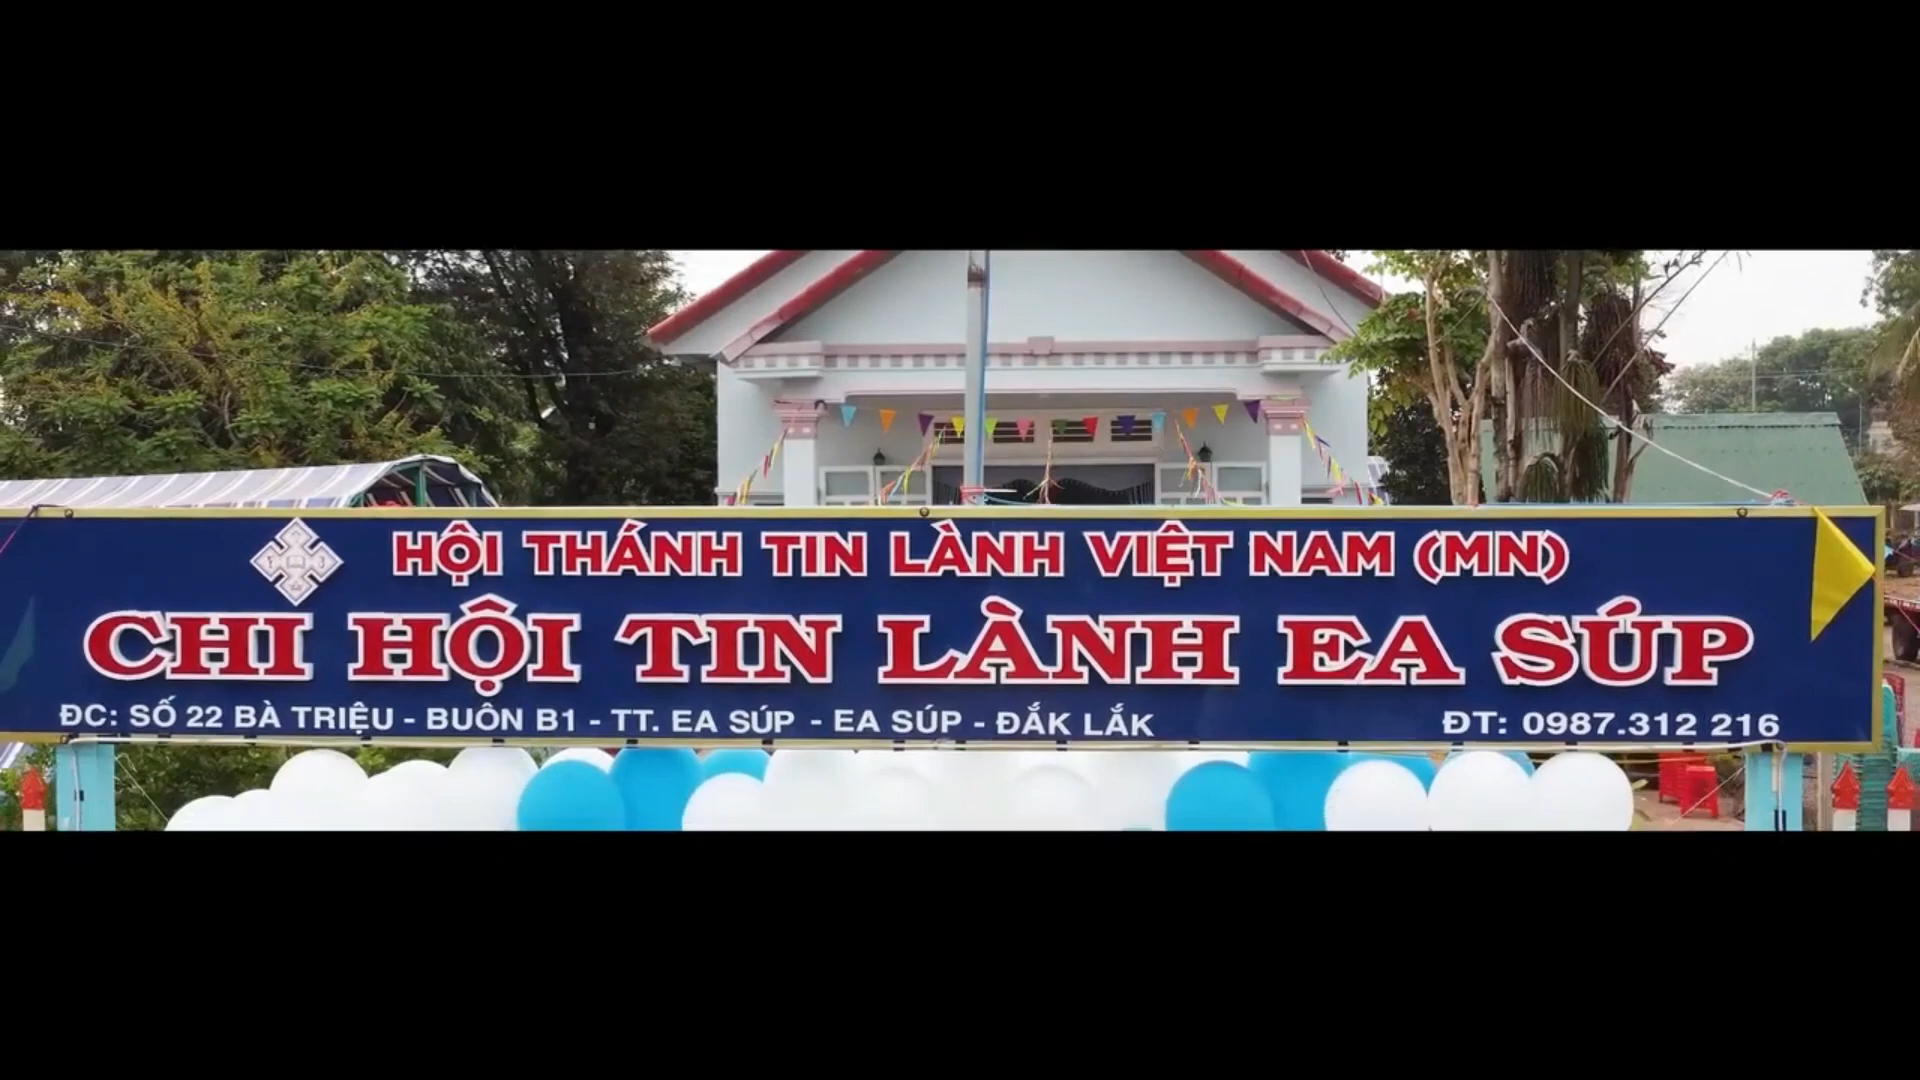 HỘI THÁNH TIN LÀNH VIỆT NAM (MN)
CHI HỘI TIN LÀNH EA SÚP
ĐC: SỐ 22 BÀ TRIỆU - BUÔN B1 - TT. EA SÚP - EA SÚP - ĐẮK LẮK ĐT: 0987.312 216